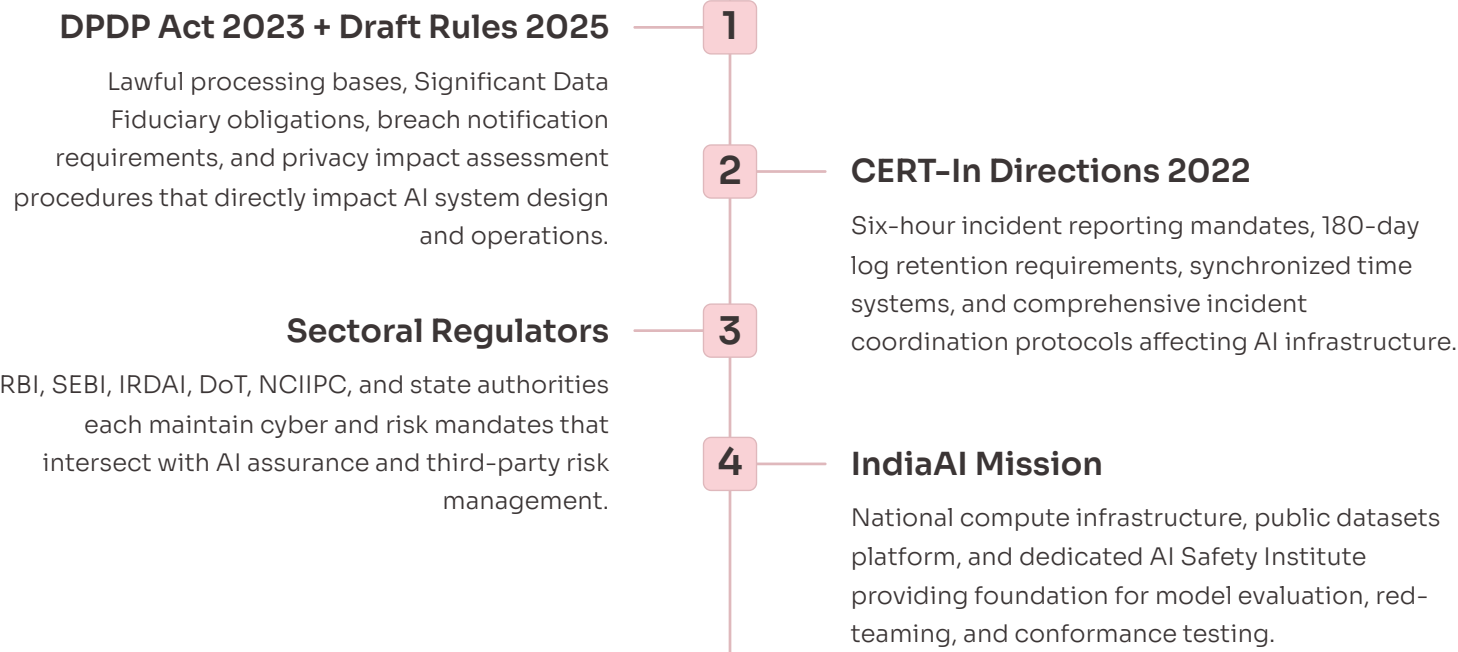 DPDP Act 2023 + Draft Rules 2025
1
Lawful processing bases, Significant Data
Fiduciary obligations, breach notification
requirements, and privacy impact assessment
procedures that directly impact AI system design
and operations.
2
CERT-In Directions 2022
Six-hour incident reporting mandates, 180-day
log retention requirements, synchronized time
systems, and comprehensive incident
coordination protocols affecting AI infrastructure.
Sectoral Regulators
3
RBI, SEBI, IRDAI, DoT, NCIIPC, and state authorities
each maintain cyber and risk mandates that
intersect with AI assurance and third-party risk
management.
4
IndiaAI Mission
National compute infrastructure, public datasets
platform, and dedicated AI Safety Institute
providing foundation for model evaluation, red-
teaming, and conformance testing.